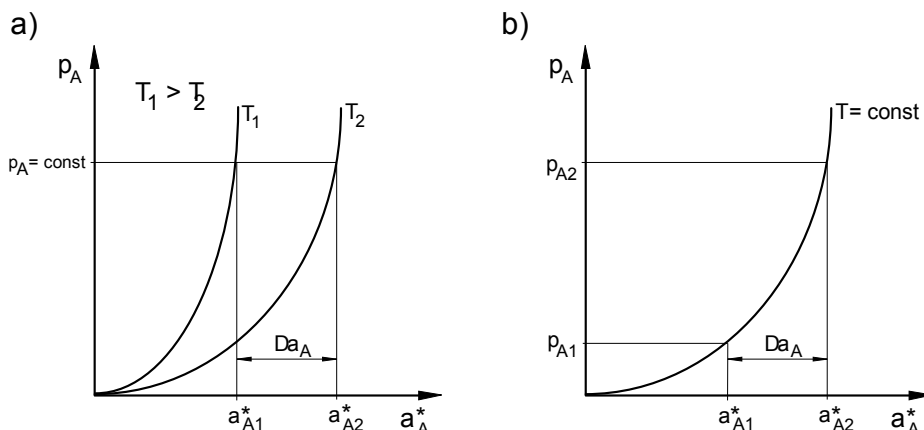 a)
p_A
T_1 > T_2
T_1
T_2
p_A = const
Da_A
a*_A1
a*_A2
a*_A
b)
p_A
T = const
p_A2
p_A1
Da_A
a*_A1
a*_A2
a*_A